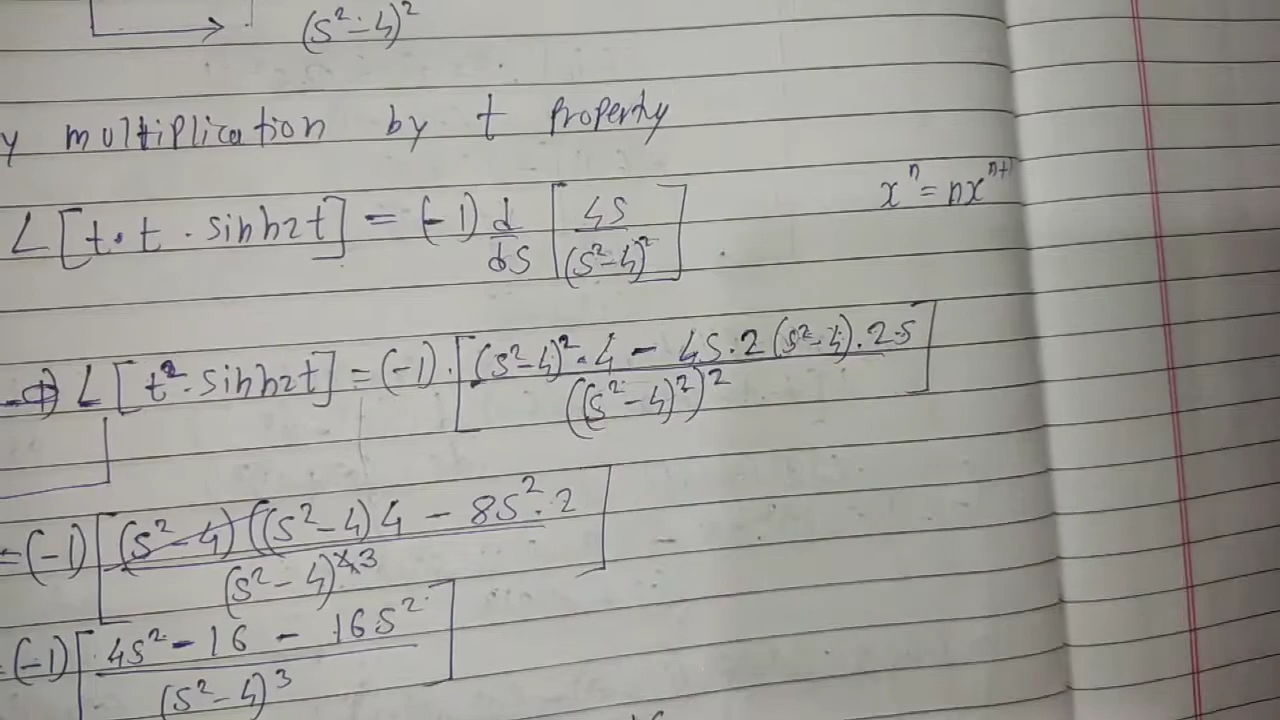 (s²-4)²
y multiplication by t Property
xⁿ = nxⁿ⁺¹
L[t·t·sinh2t] = (-1) d/ds [4s/(s²-4)²]
L[t²·sinh2t] = (-1)·[(s²-4)²·4 - 4s·2(s²-4)·2s/((s²-4)²)²]
=(-1)[(s²-4)((s²-4)4 - 8s²·2/(s²-4)⁴³]
=(-1)[4s²-16 - 16s²/(s²-4)³]